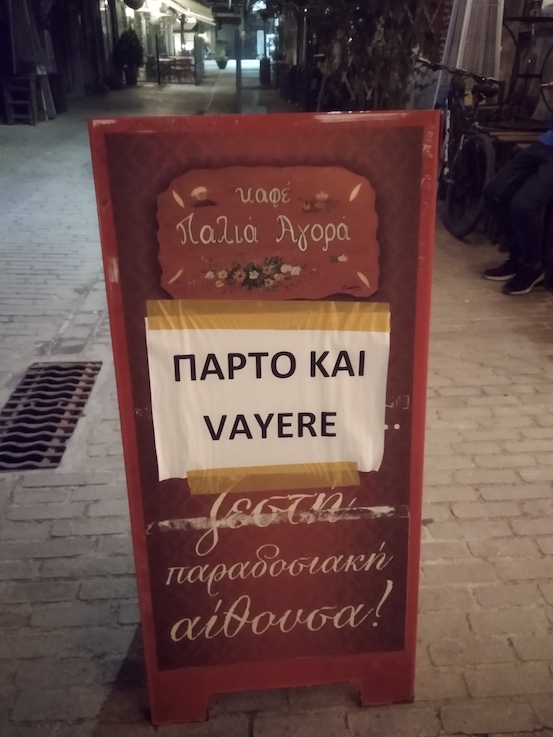 καφέ
Παλιά Αγορά
ΠΑΡΤΟ ΚΑΙ
VAYERE
ζεστή
παραδοσιακή
αίθουσα!